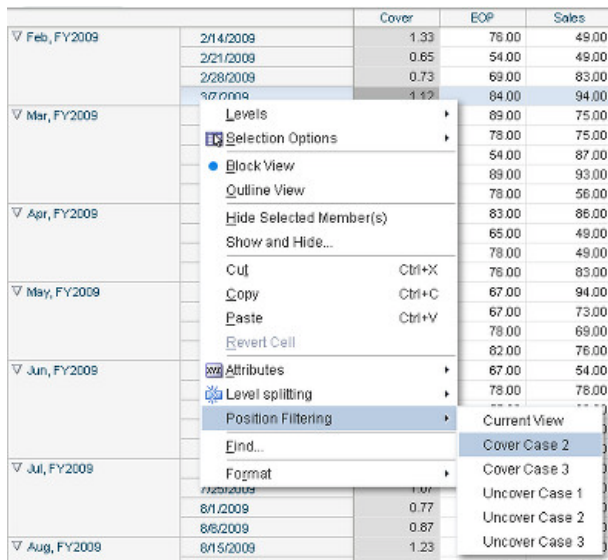 Cover EOP Sales
Feb, FY2009 2/14/2009 1.33 76.00 49.00
2/21/2009 0.65 54.00 49.00
2/28/2009 0.73 69.00 83.00
3/7/2009 1.12 84.00 94.00
Mar, FY2009 89.00 75.00
78.00 75.00
54.00 87.00
89.00 93.00
78.00 56.00
Apr, FY2009 83.00 86.00
65.00 49.00
78.00 49.00
76.00 83.00
May, FY2009 67.00 94.00
67.00 73.00
78.00 69.00
82.00 76.00
Jun, FY2009 67.00 54.00
78.00 78.00
Jul, FY2009
7/25/2009 1.07
8/1/2009 0.77
8/8/2009 0.87
Aug, FY2009 8/15/2009 1.23
Levels
Selection Options
Block View
Outline View
Hide Selected Member(s)
Show and Hide...
Cut Ctrl+X
Copy Ctrl+C
Paste Ctrl+V
Revert Cell
Attributes
Level splitting
Position Filtering
Find...
Format
Current View
Cover Case 2
Cover Case 3
Uncover Case 1
Uncover Case 2
Uncover Case 3